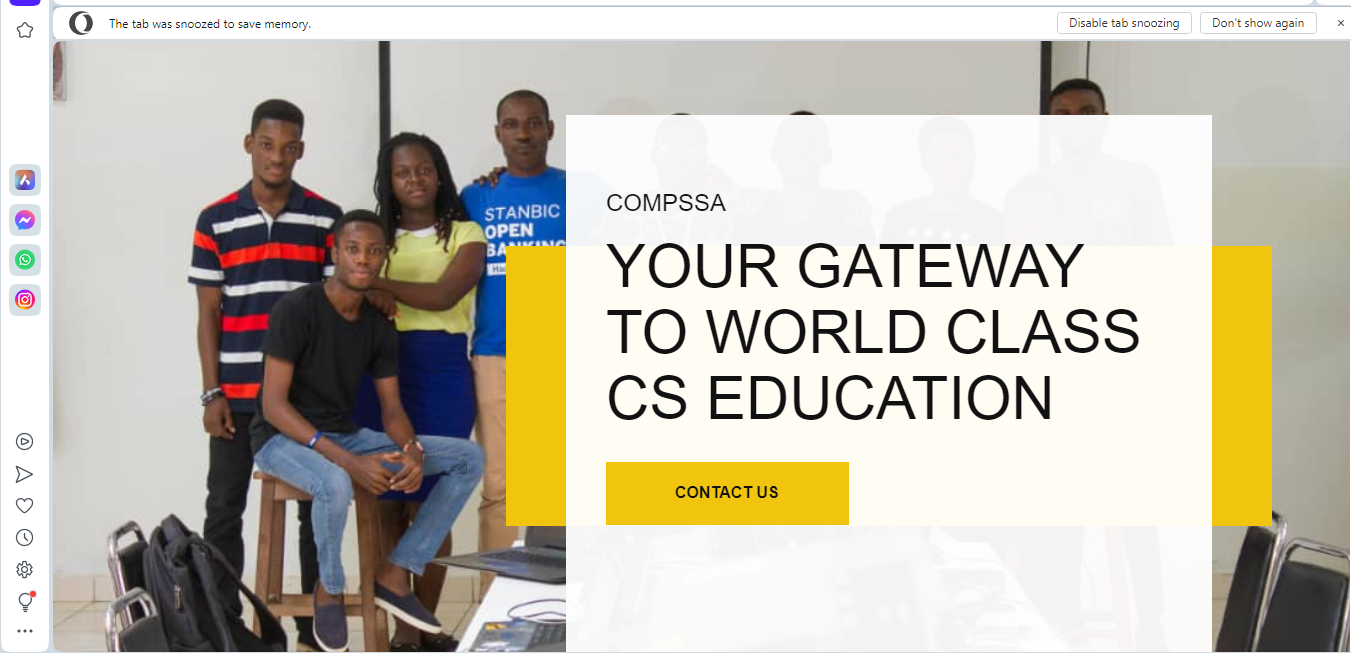 The tab was snoozed to save memory.
Disable tab snoozing
Don't show again
STANBIC
OPEN
BANKING
COMPSSA
YOUR GATEWAY
TO WORLD CLASS
CS EDUCATION
CONTACT US